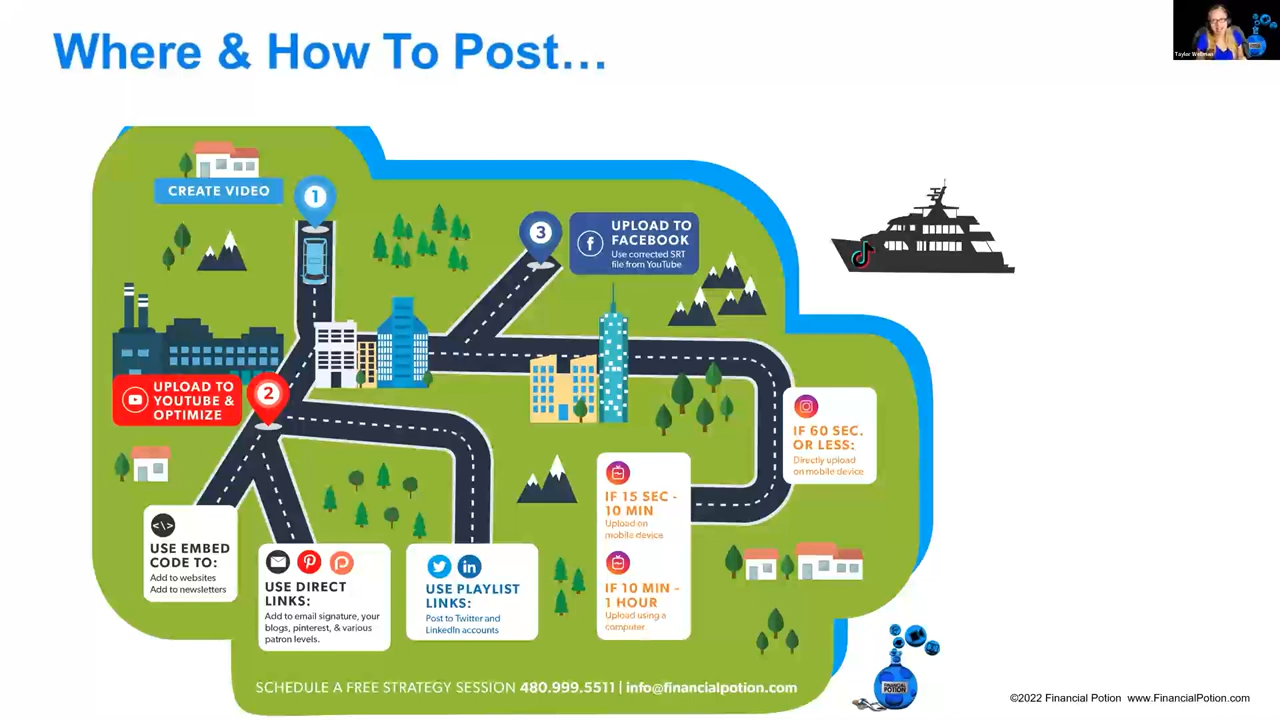 Where & How To Post...
Taylor Wellman
CREATE VIDEO
1
3
UPLOAD TO
FACEBOOK
Use corrected SRT
file from YouTube
UPLOAD TO
YOUTUBE &
OPTIMIZE
2
IF 60 SEC.
OR LESS:
Directly upload
on mobile device
IF 15 SEC -
10 MIN
Upload on
mobile device
IF 10 MIN -
1 HOUR
Upload using a
computer
USE EMBED
CODE TO:
Add to websites
Add to newsletters
USE DIRECT
LINKS:
Add to email signature, your
blogs, pinterest, & various
patron levels.
USE PLAYLIST
LINKS:
Post to Twitter and
LinkedIn accounts
SCHEDULE A FREE STRATEGY SESSION 480.999.5511 | info@financialpotion.com
FINANCIAL
POTION
©2022 Financial Potion www.FinancialPotion.com